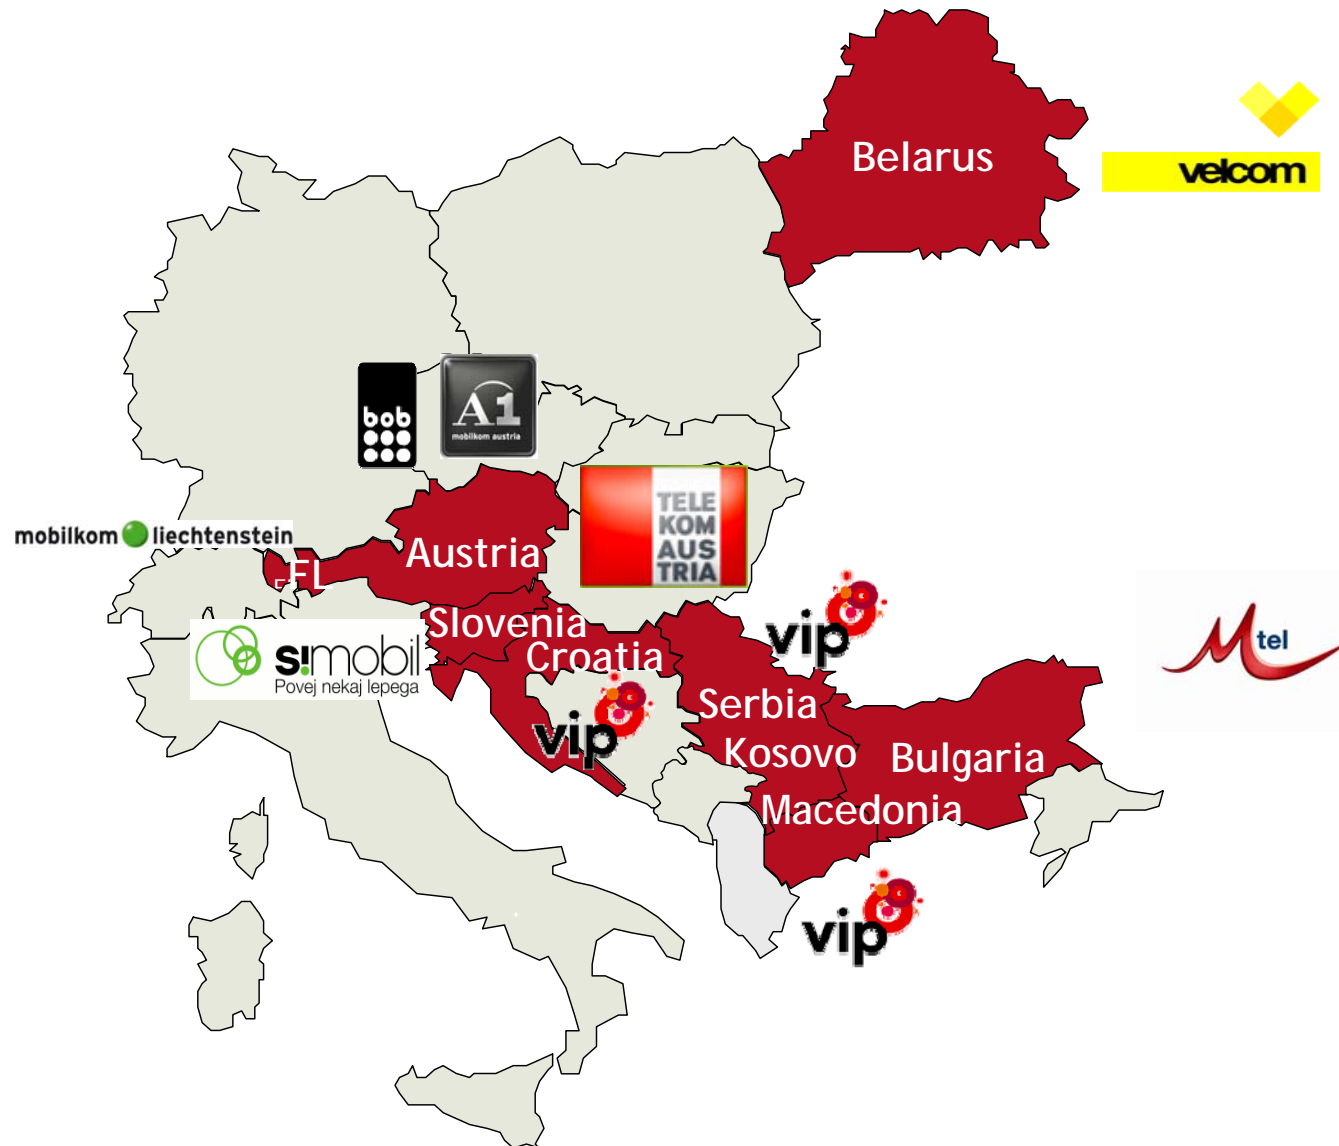 Belarus
velcom
bob
A1
mobilkom austria
TELE
KOM
AUS
TRIA
mobilkom liechtenstein
Austria
FL
Slovenia
Croatia
s!mobil
Povej nekaj lepega
vip
M tel
vip
Serbia
Kosovo
Bulgaria
Macedonia
vip